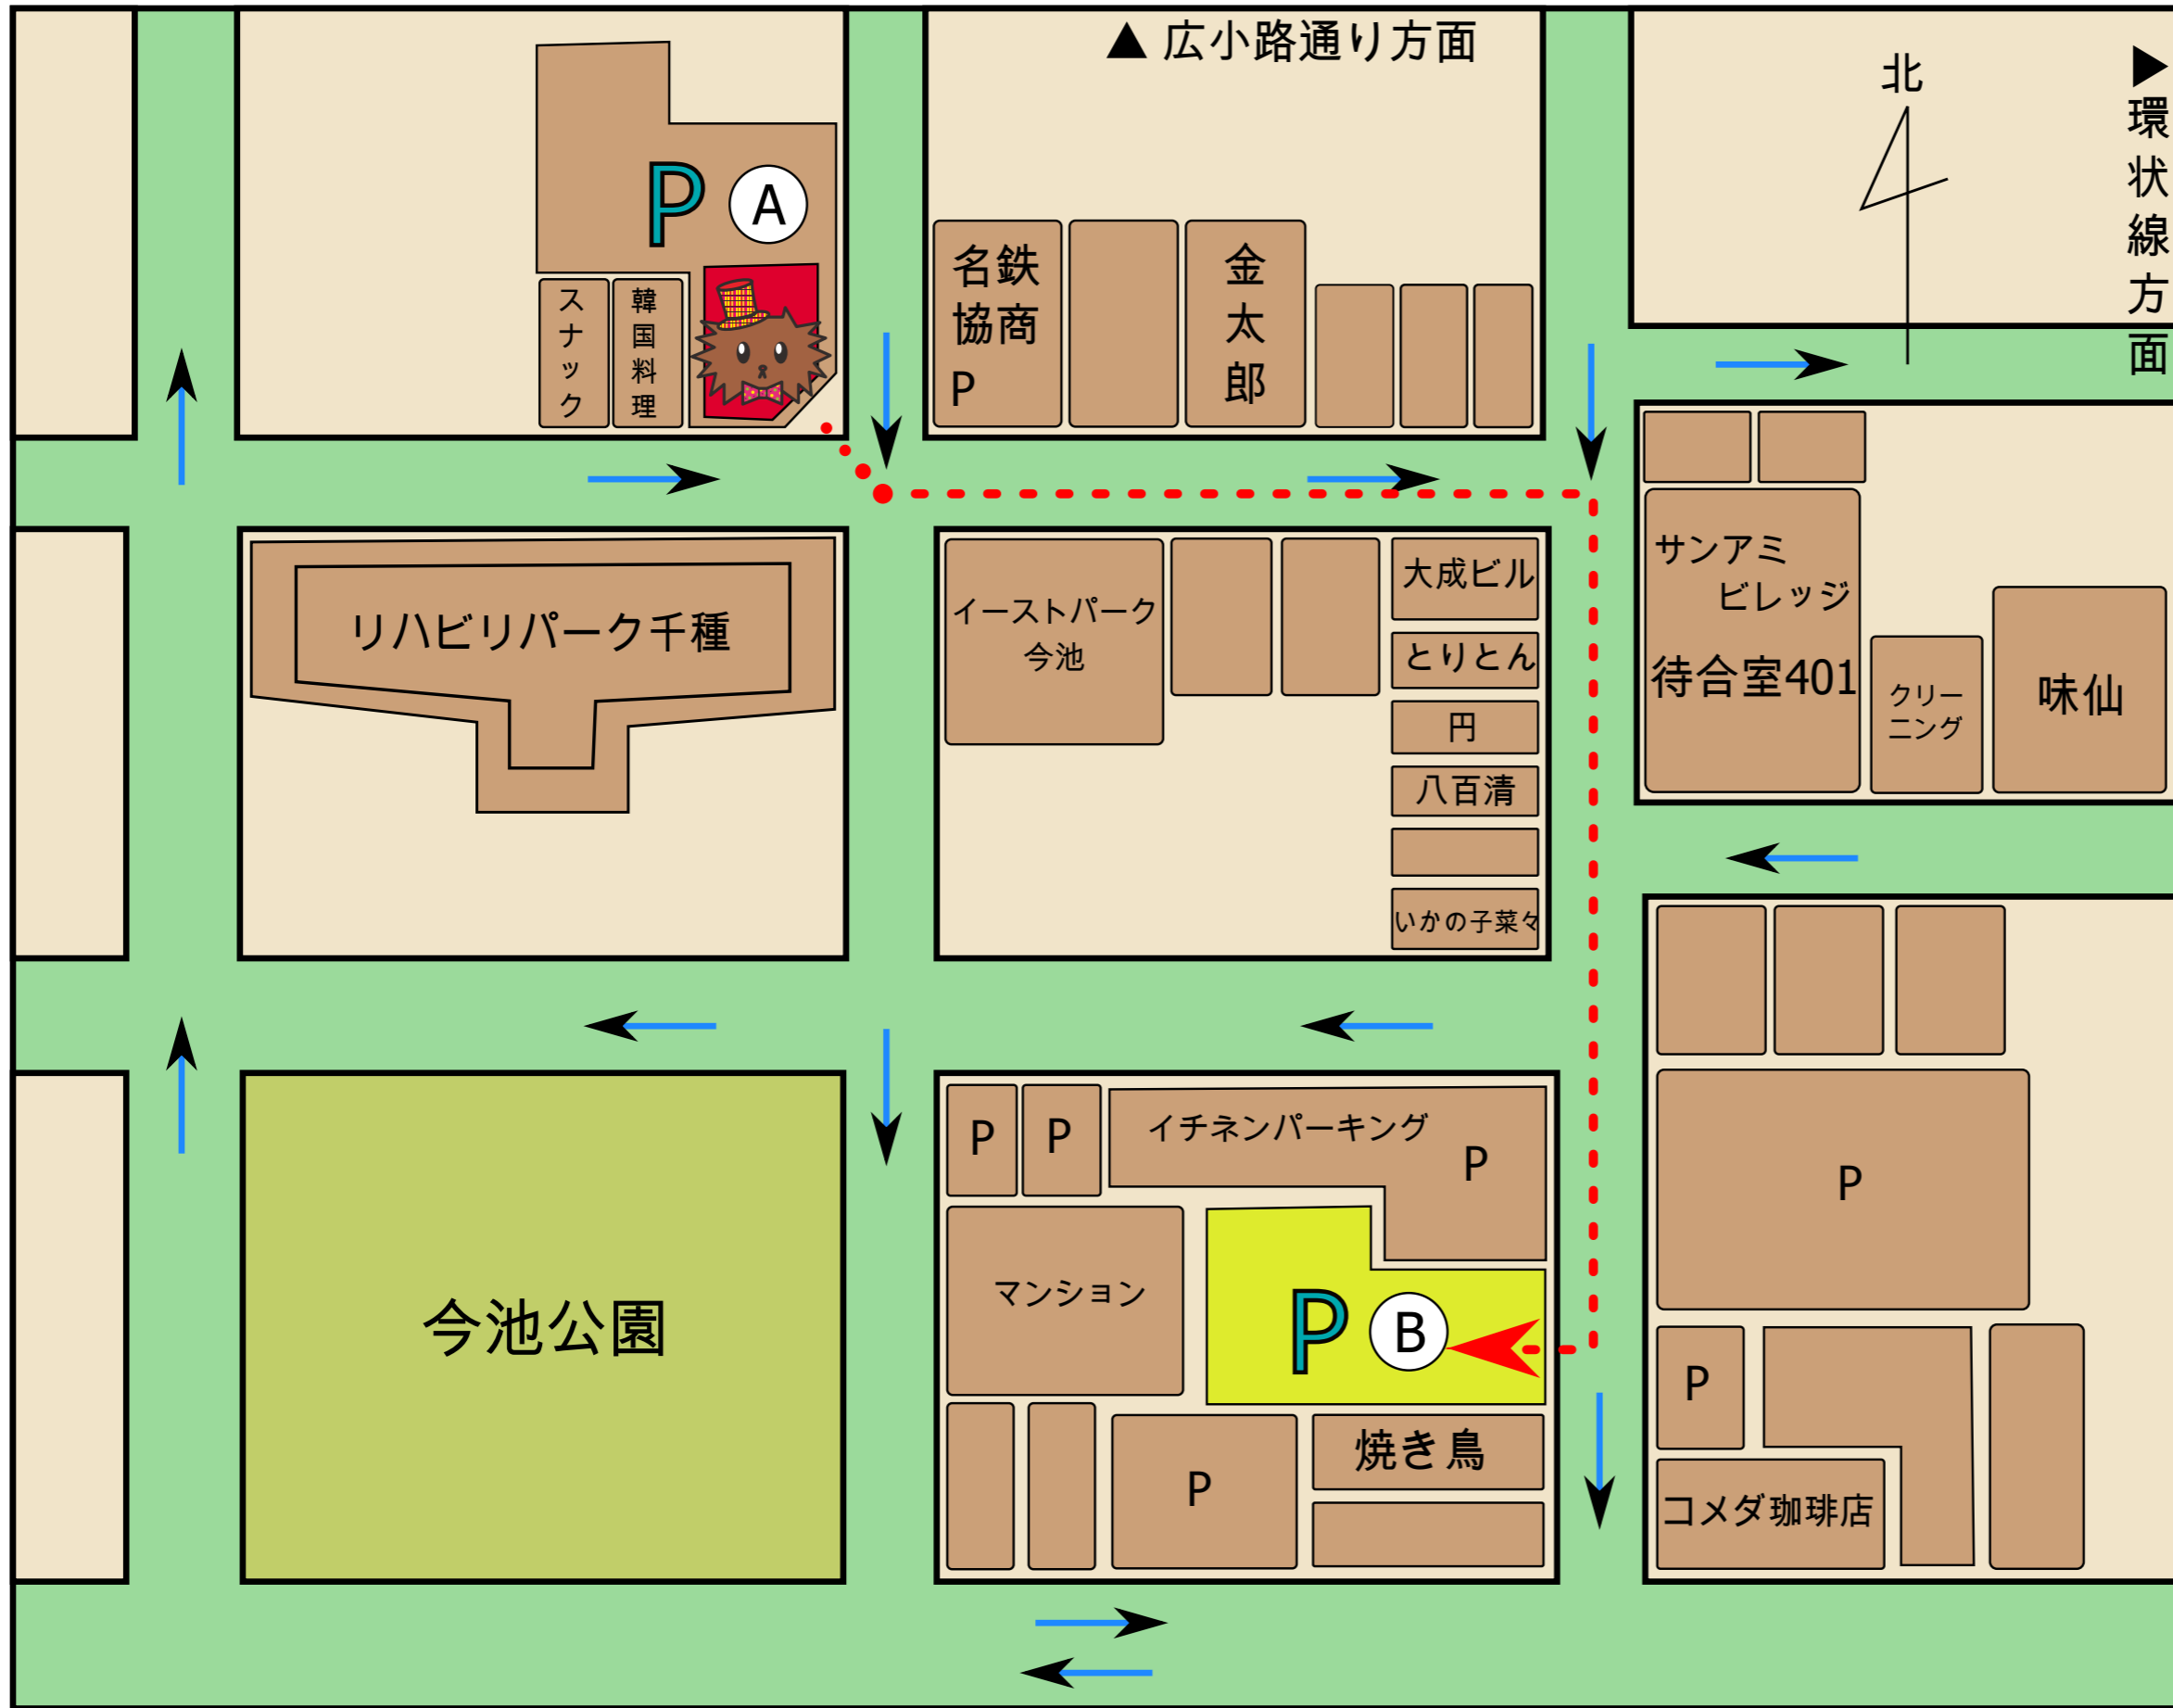 ▲ 広小路通り方面
北
▶
環状線方面
P A
スナック
韓国料理
名鉄
協商
P
金太郎
リハビリパーク千種
イーストパーク
今池
大成ビル
とりとん
円
八百清
いかの子菜々
サンアミ
ビレッジ
待合室401
クリー
ニング
味仙
今池公園
P
P
イチネンパーキング
P
マンション
P B
P
焼き鳥
P
P
コメダ珈琲店